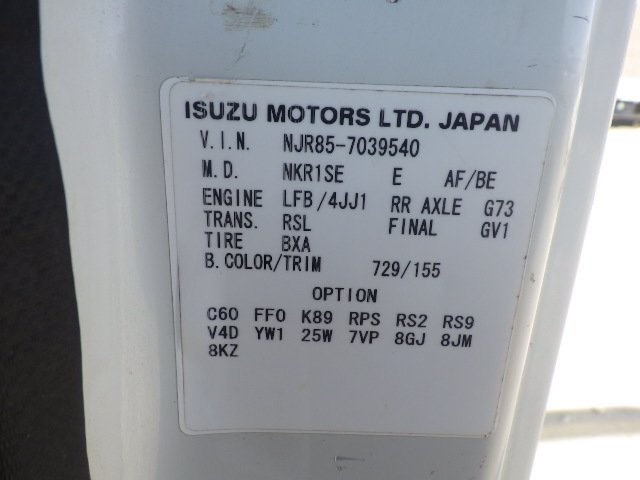 ISUZU MOTORS LTD. JAPAN
V.I.N. NJR85-7039540
M.D. NKR1SE E AF/BE
ENGINE LFB/4JJ1 RR AXLE G73
TRANS. RSL FINAL GV1
TIRE BXA
B.COLOR/TRIM 729/155
OPTION
C60 FF0 K89 RPS RS2 RS9
V4D YW1 25W 7VP 8GJ 8JM
8KZ